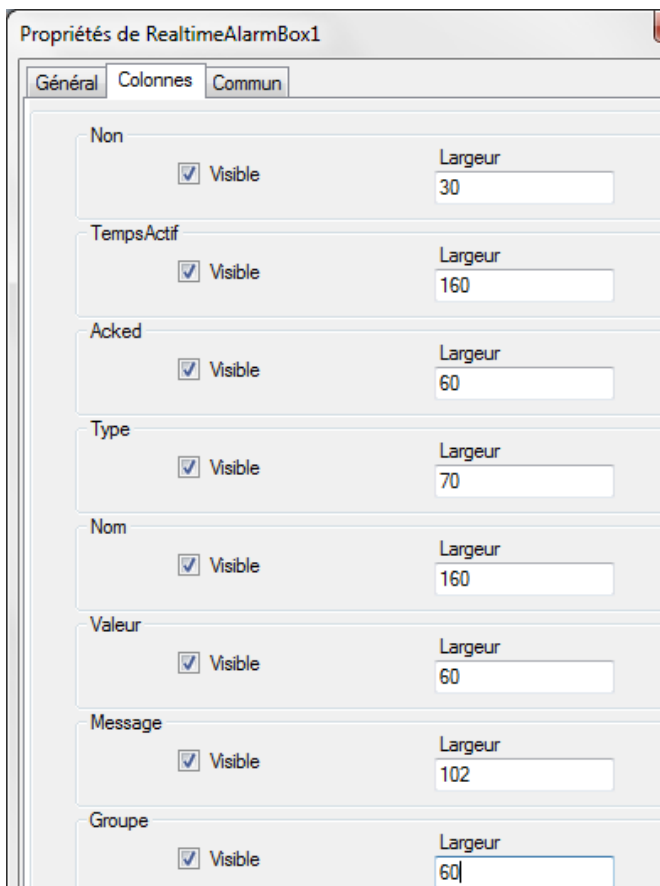 Propriétés de RealtimeAlarmBox1
Général Colonnes Commun
Non
Visible Largeur
30
TempsActif
Visible Largeur
160
Acked
Visible Largeur
60
Type
Visible Largeur
70
Nom
Visible Largeur
160
Valeur
Visible Largeur
60
Message
Visible Largeur
102
Groupe
Visible Largeur
60